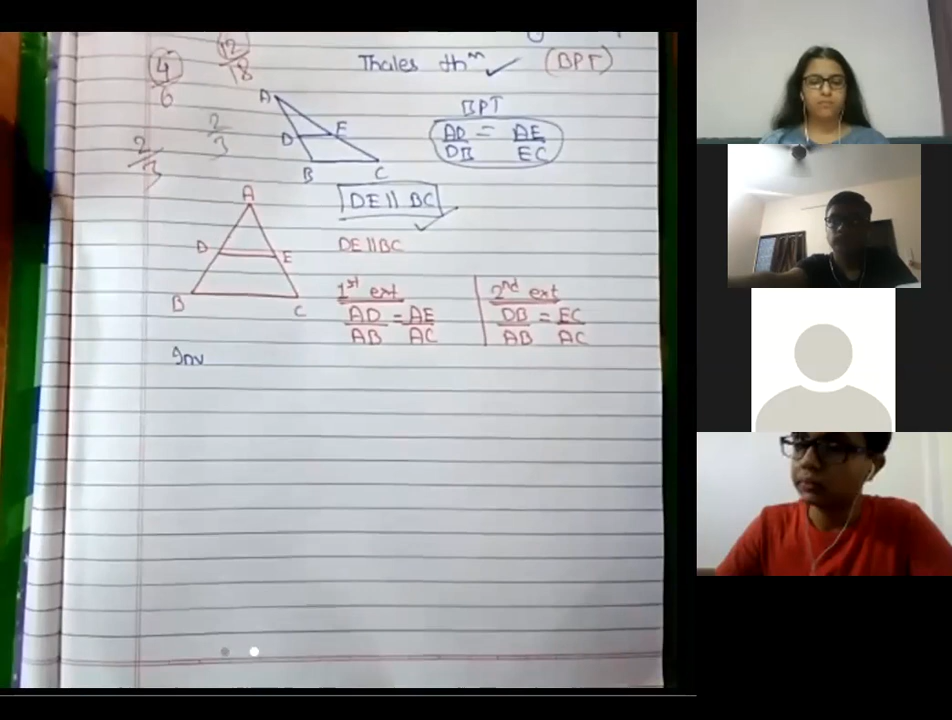 12/18
4/6
Thales thm ✓ (BPT)
2/3
2/3
A
D E
B C
BPT
AD/DB = AE/EC
DE || BC
✓
A
D E
B C
DE || BC
1st ext
AD/AB = AE/AC
2nd ext
DB/AB = EC/AC
Inv